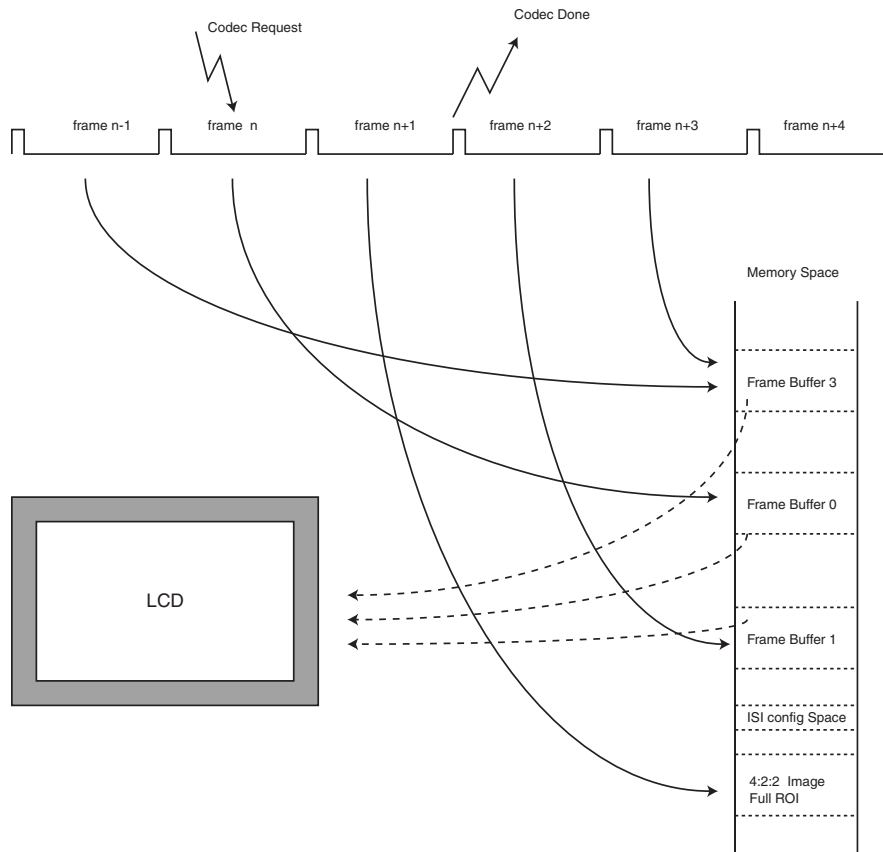 Codec Request
Codec Done
frame n-1
frame n
frame n+1
frame n+2
frame n+3
frame n+4
Memory Space
Frame Buffer 3
Frame Buffer 0
LCD
Frame Buffer 1
ISI config Space
4:2:2 Image
Full ROI